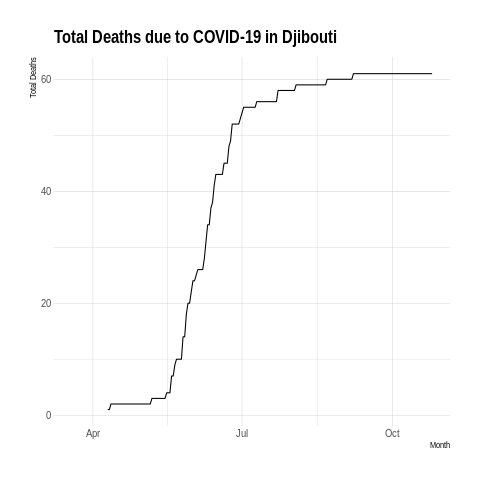 Total Deaths due to COVID-19 in Djibouti
Total Deaths
60
40
20
0
Apr
Jul
Oct
Month